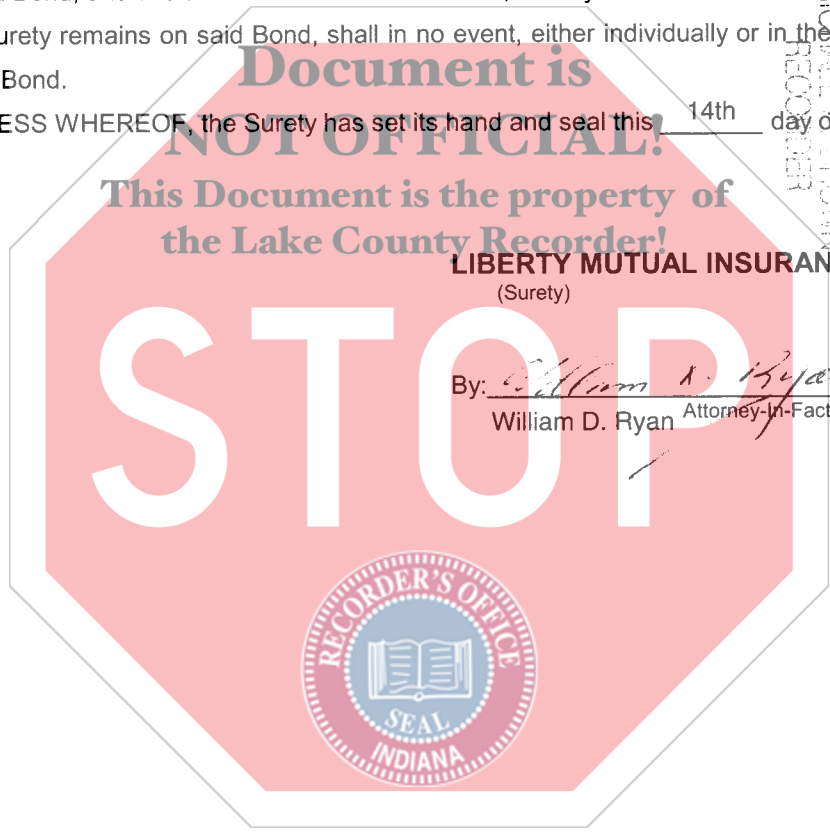 urety remains on said Bond, shall in no event, either individually or in the
Bond.
ESS WHEREOF, the Surety has set its hand and seal this 14th day o
Document is
NOT OFFICIAL!
This Document is the property of
the Lake County Recorder!
RECORDER
LIBERTY MUTUAL INSURAN
(Surety)
STOP
By: William D. Rya
William D. Ryan Attorney-In-Fact
RECORDER'S OFFICE
SEAL
INDIANA